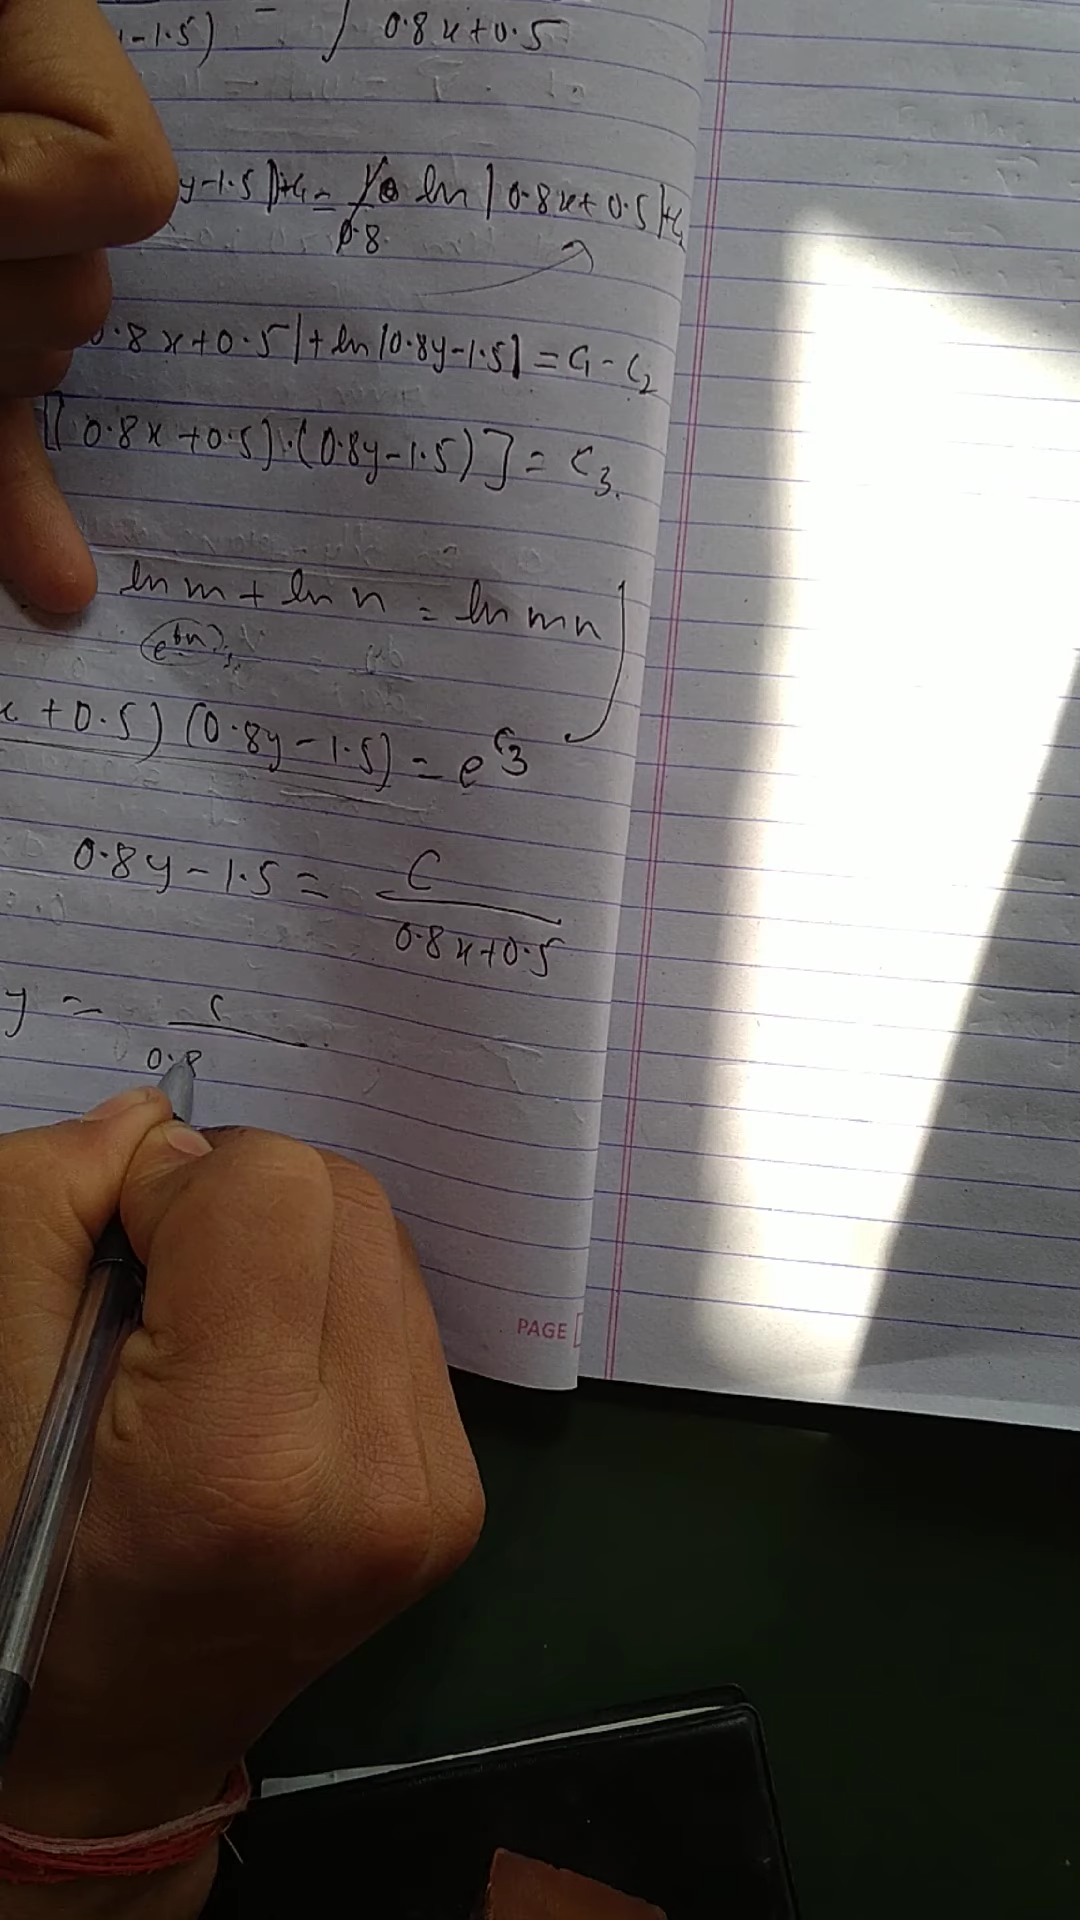 -1.5) = ∫ 0.8x+0.5
y-1.5|+C₁ = 1/0.8 ln|0.8x+0.5|+C₂
0.8x+0.5|+ln|0.8y-1.5| = C₁-C₂
[(0.8x+0.5)·(0.8y-1.5)] = C₃.
ln m + ln n = ln mn
x+0.5)(0.8y-1.5) = e^C₃
0.8y-1.5 = C/0.8x+0.5
y = C/0.8
PAGE